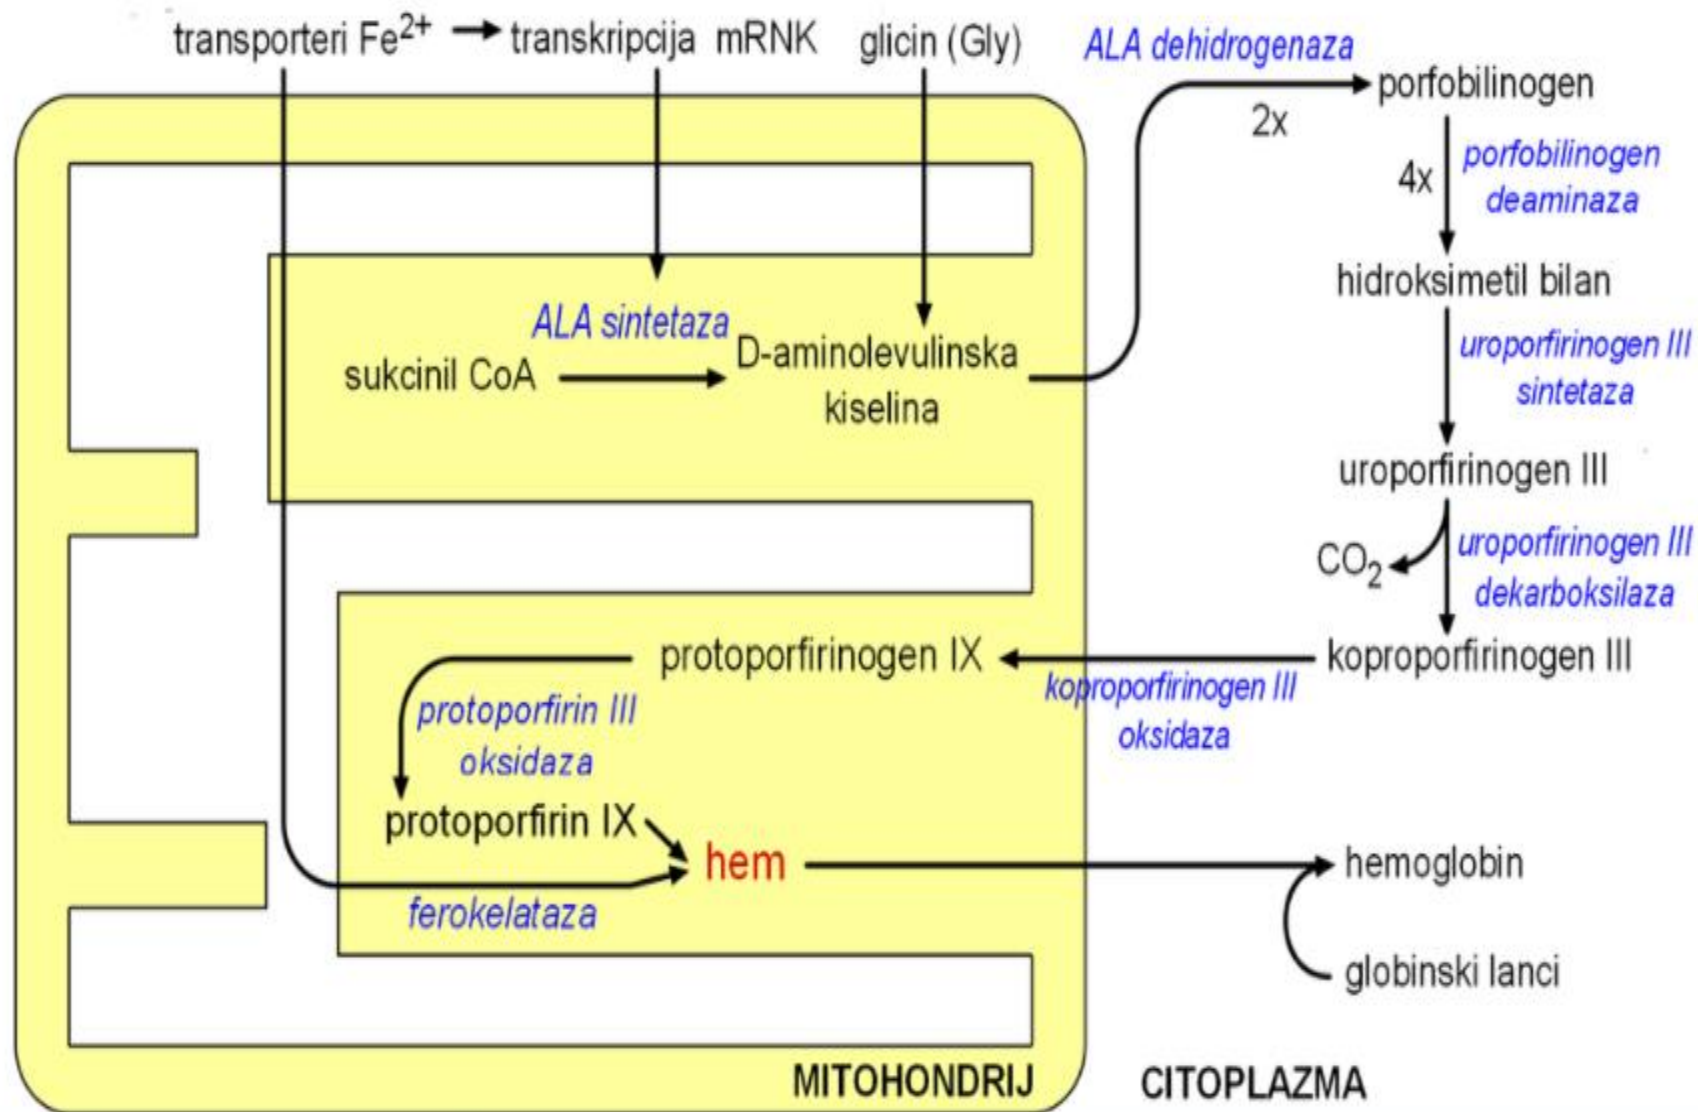 transporteri Fe²⁺ → transkripcija mRNK
glicin (Gly)
ALA dehidrogenaza
2x
porfobilinogen
porfobilinogen
deaminaza
4x
hidroksimetil bilan
ALA sintetaza
sukcinil CoA
D-aminolevulinska
kiselina
uroporfirinogen III
sintetaza
uroporfirinogen III
CO₂
uroporfirinogen III
dekarboksilaza
protoporfirinogen IX
koproporfirinogen III
koproporfirinogen III
oksidaza
protoporfirin III
oksidaza
protoporfirin IX
hem
hemoglobin
ferokelataza
globinski lanci
MITOHONDRIJ
CITOPLAZMA